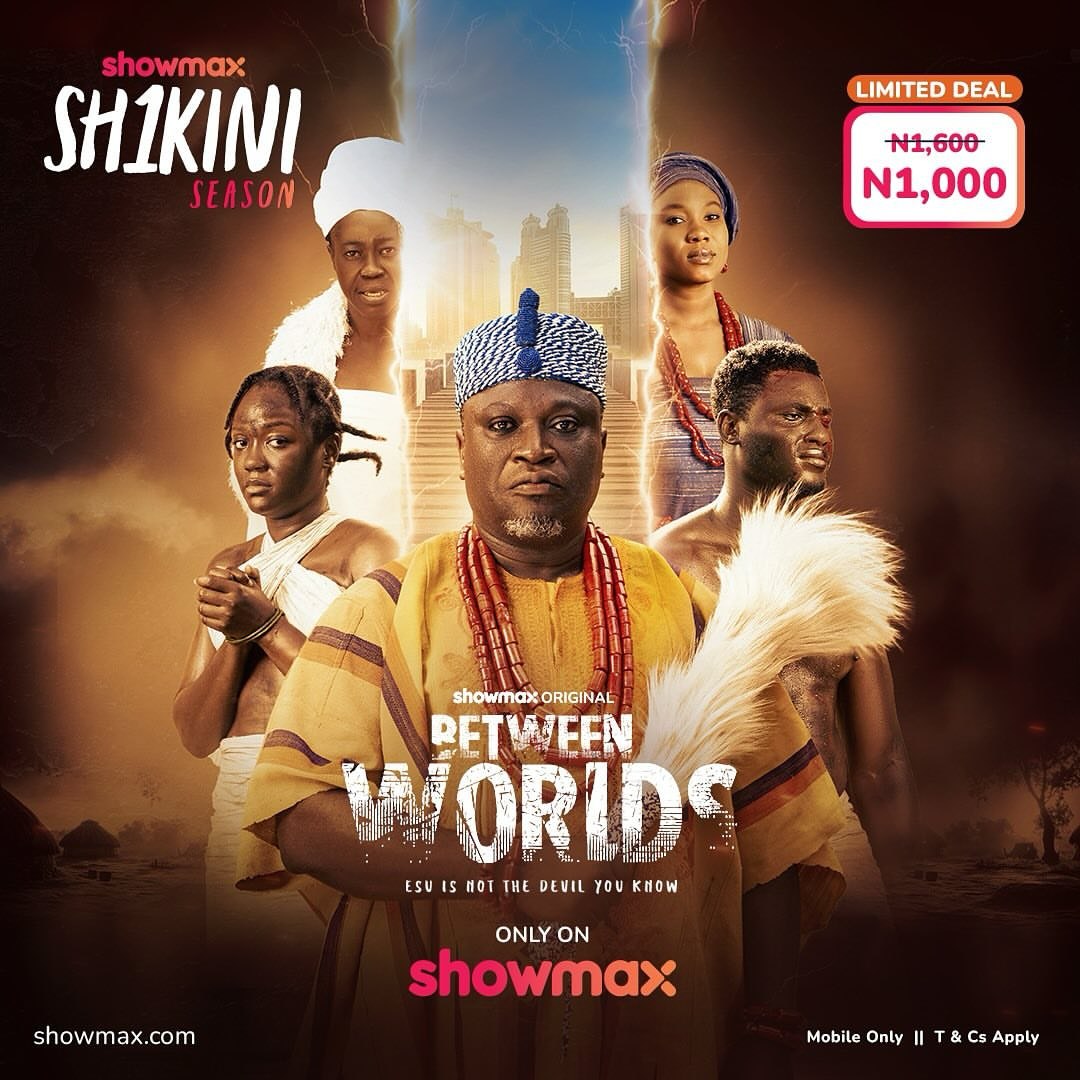 showmax
SH1KINI
SEASON
LIMITED DEAL
N1,600
N1,000
showmax ORIGINAL
BETWEEN
WORLDS
ESU IS NOT THE DEVIL YOU KNOW
ONLY ON
showmax
showmax.com
Mobile Only || T & Cs Apply